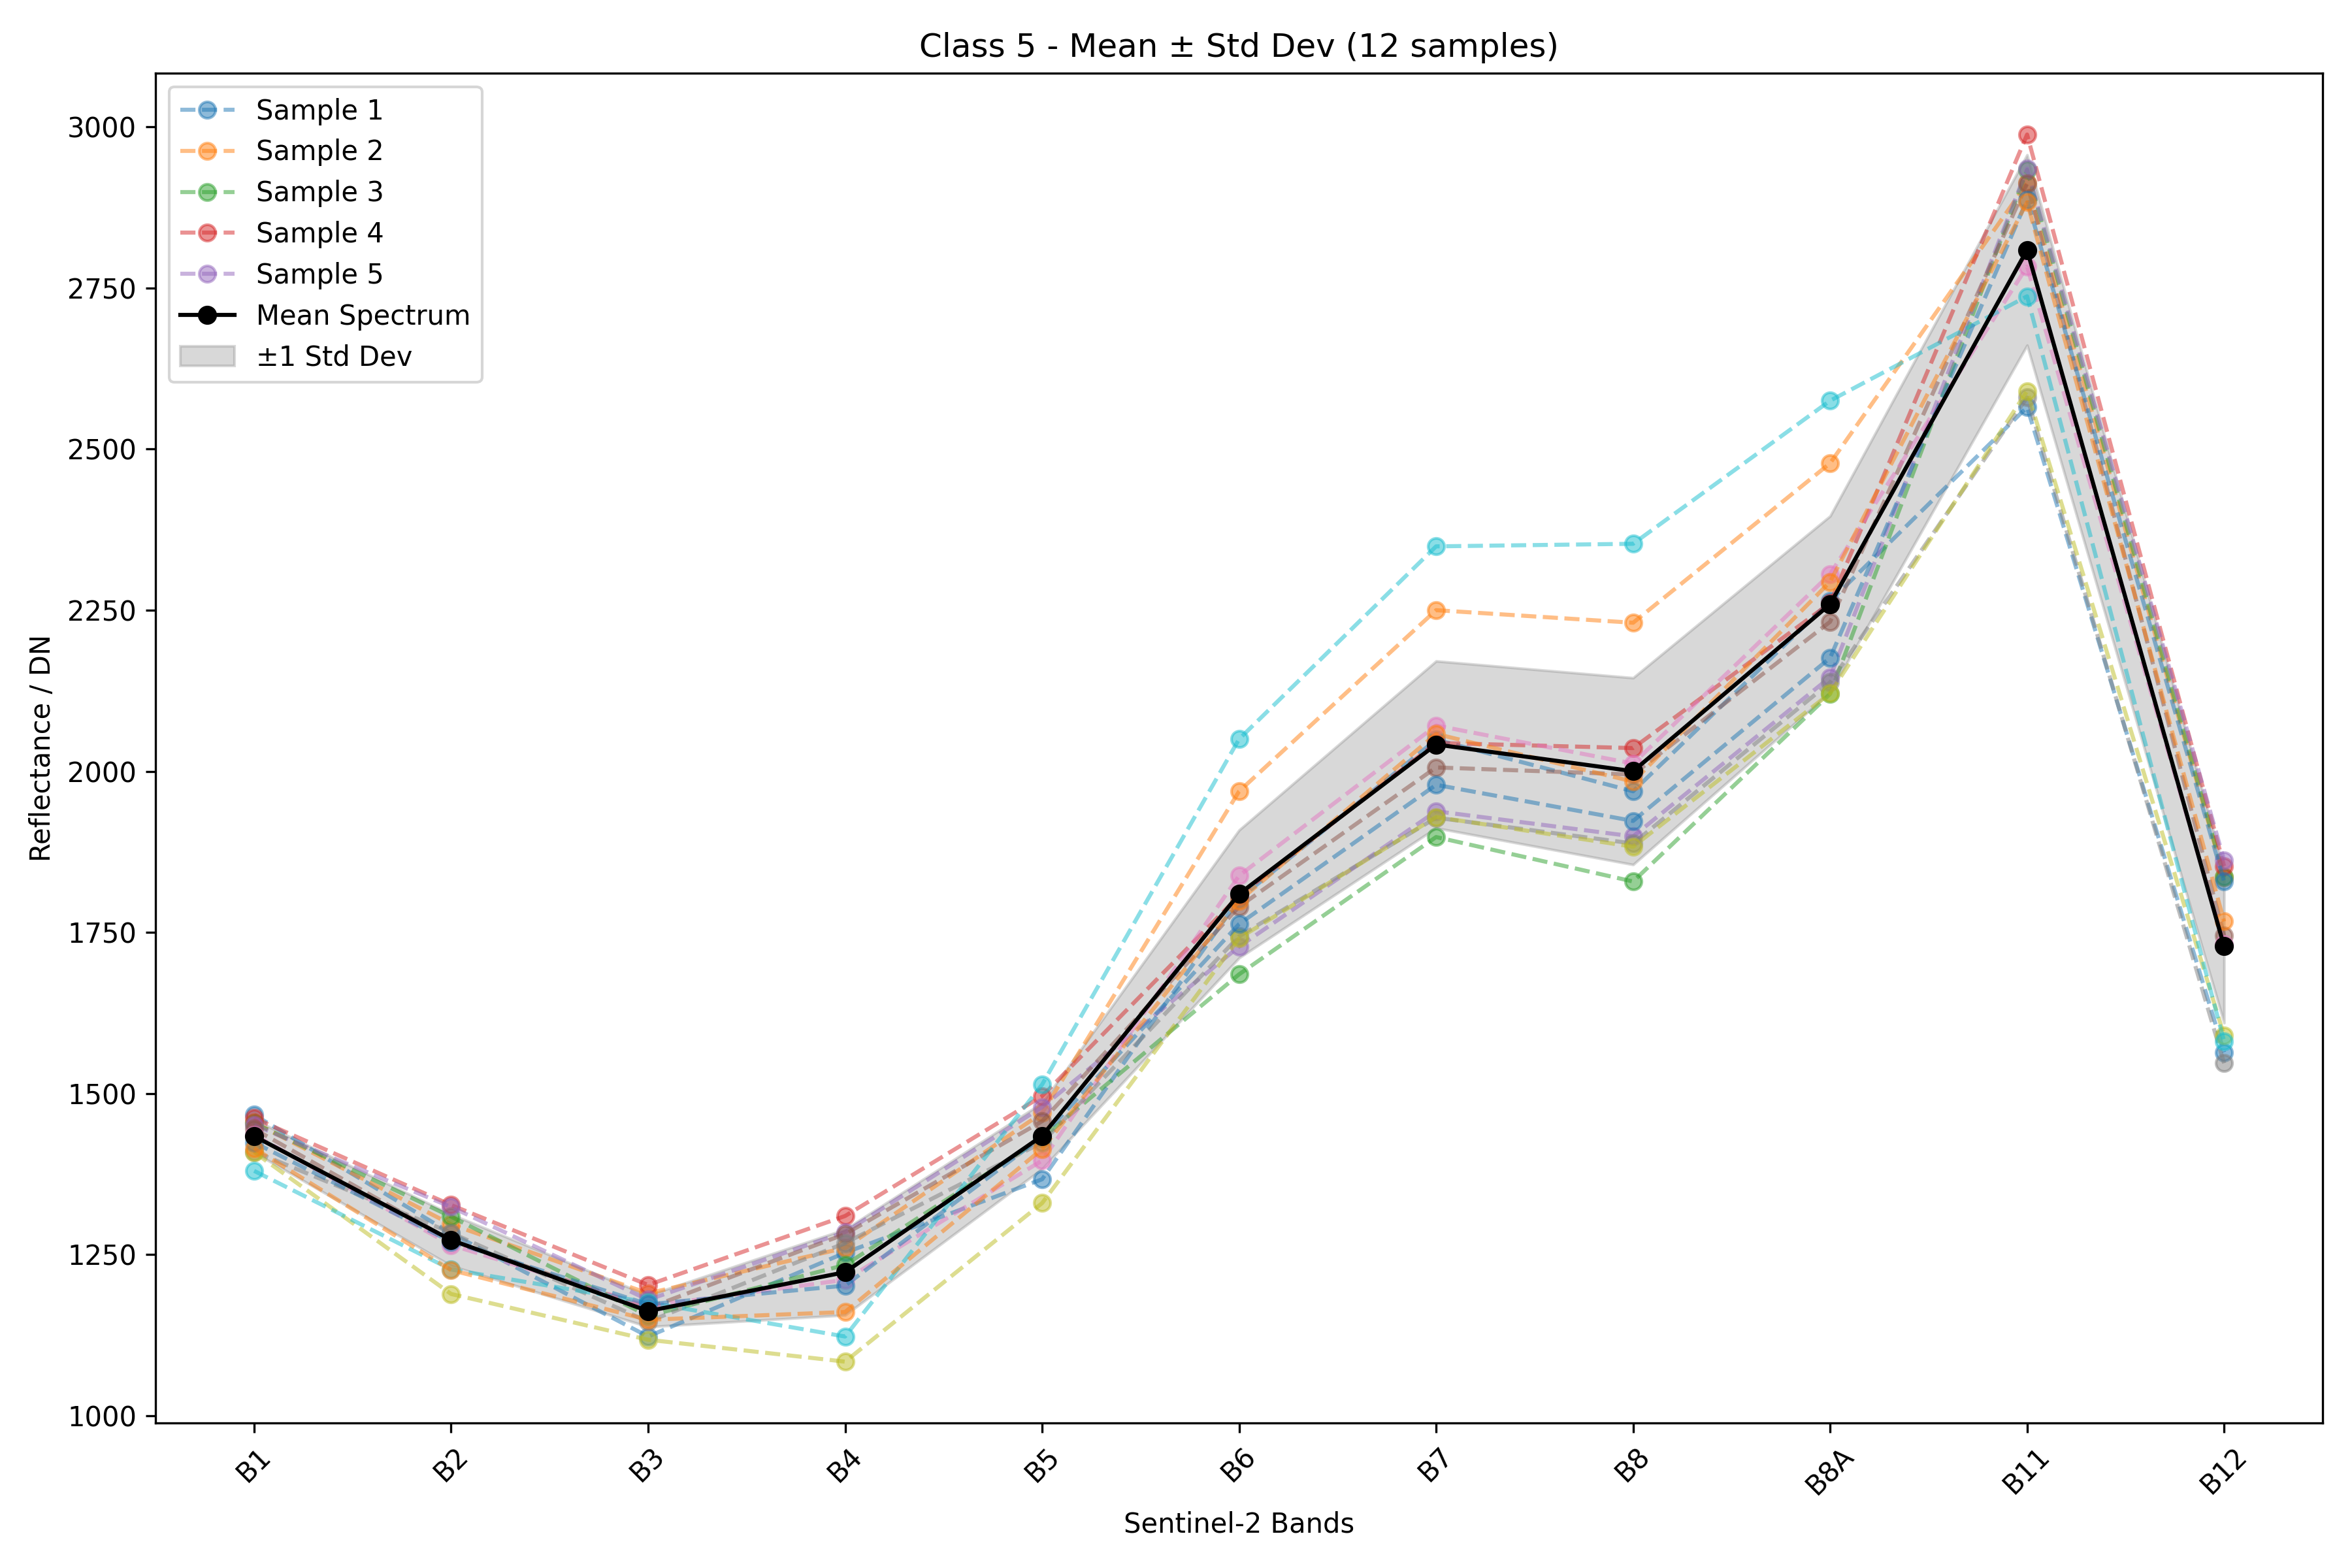 Class 5 - Mean ± Std Dev (12 samples)
Sample 1
Sample 2
Sample 3
Sample 4
Sample 5
Mean Spectrum
±1 Std Dev
Reflectance / DN
3000
2750
2500
2250
2000
1750
1500
1250
1000
B1 B2 B3 B4 B5 B6 B7 B8 B8A B11 B12
Sentinel-2 Bands